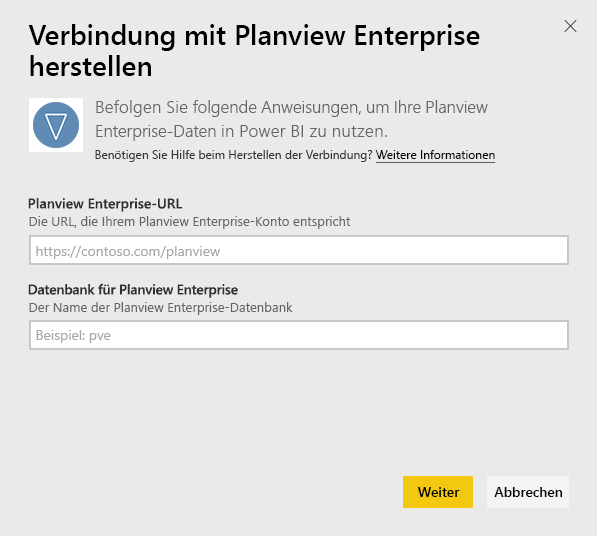 Verbindung mit Planview Enterprise
herstellen
Befolgen Sie folgende Anweisungen, um Ihre Planview
Enterprise-Daten in Power BI zu nutzen.
Benötigen Sie Hilfe beim Herstellen der Verbindung? Weitere Informationen
Planview Enterprise-URL
Die URL, die Ihrem Planview Enterprise-Konto entspricht
https://contoso.com/planview
Datenbank für Planview Enterprise
Der Name der Planview Enterprise-Datenbank
Beispiel: pve
Weiter
Abbrechen